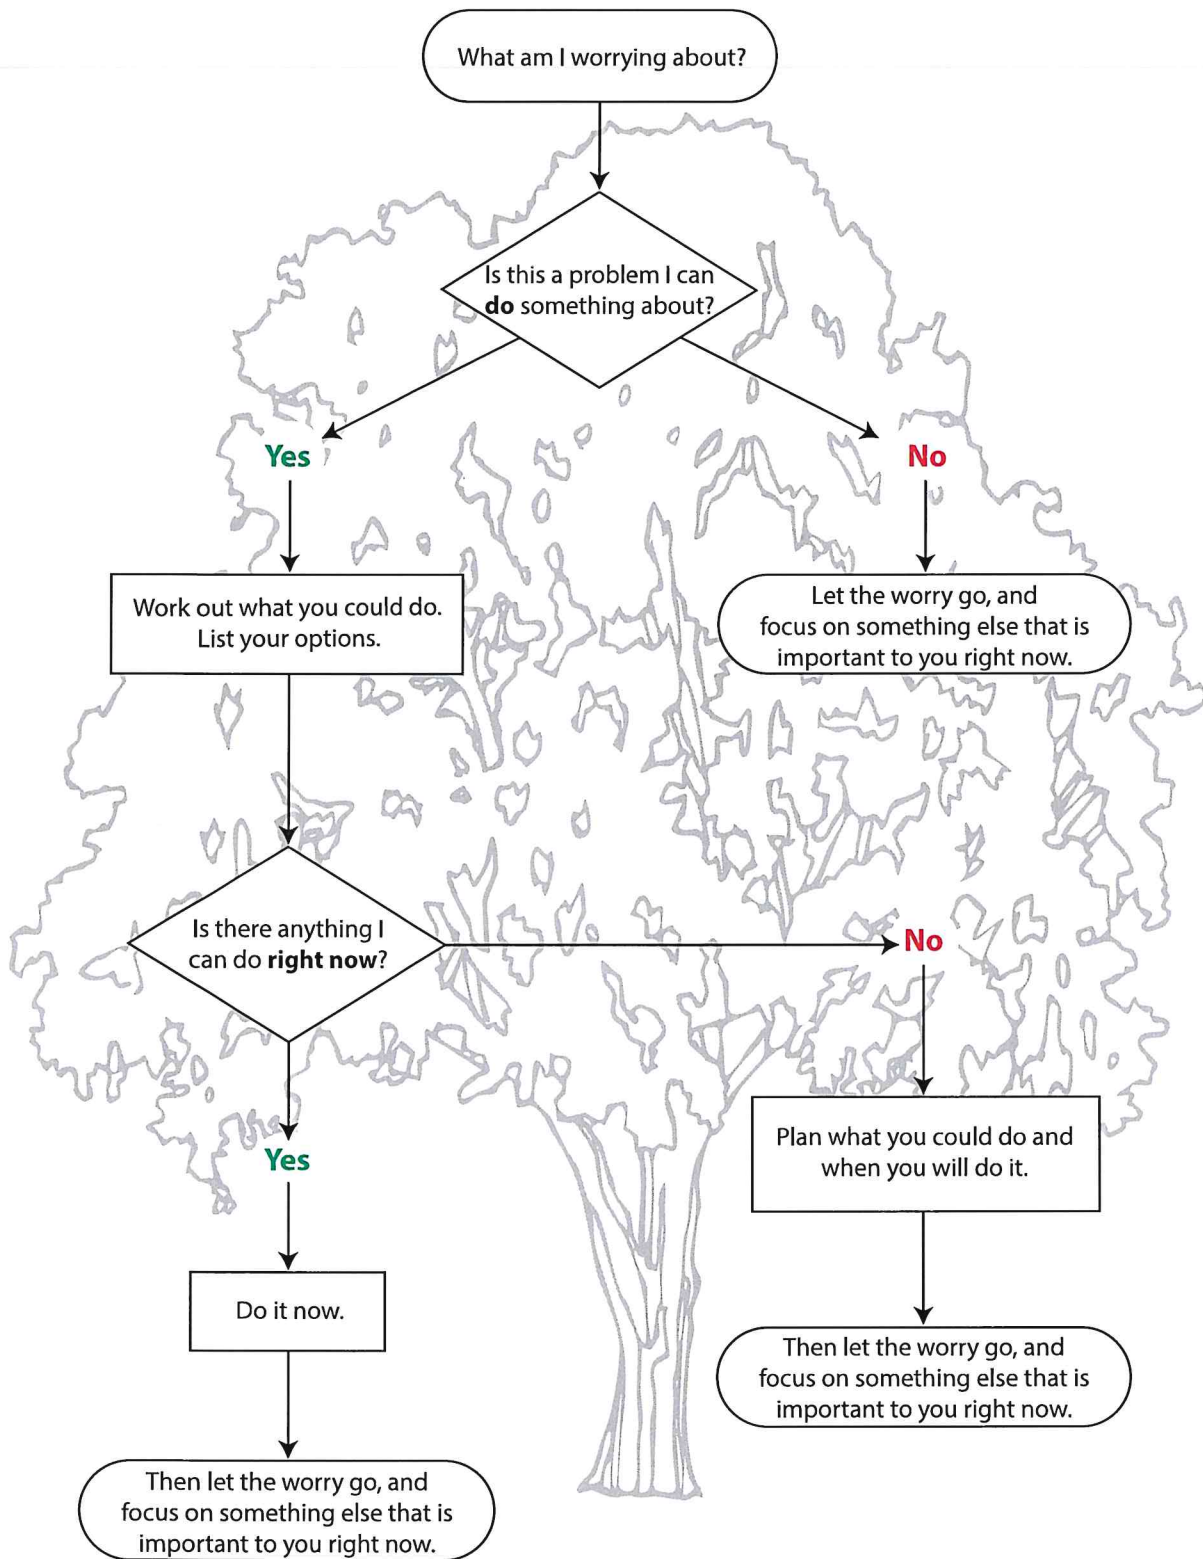 What am I worrying about?
Is this a problem I can
do something about?
Yes
No
Work out what you could do.
List your options.
Let the worry go, and
focus on something else that is
important to you right now.
Is there anything I
can do right now?
No
Yes
Plan what you could do and
when you will do it.
Do it now.
Then let the worry go, and
focus on something else that is
important to you right now.
Then let the worry go, and
focus on something else that is
important to you right now.